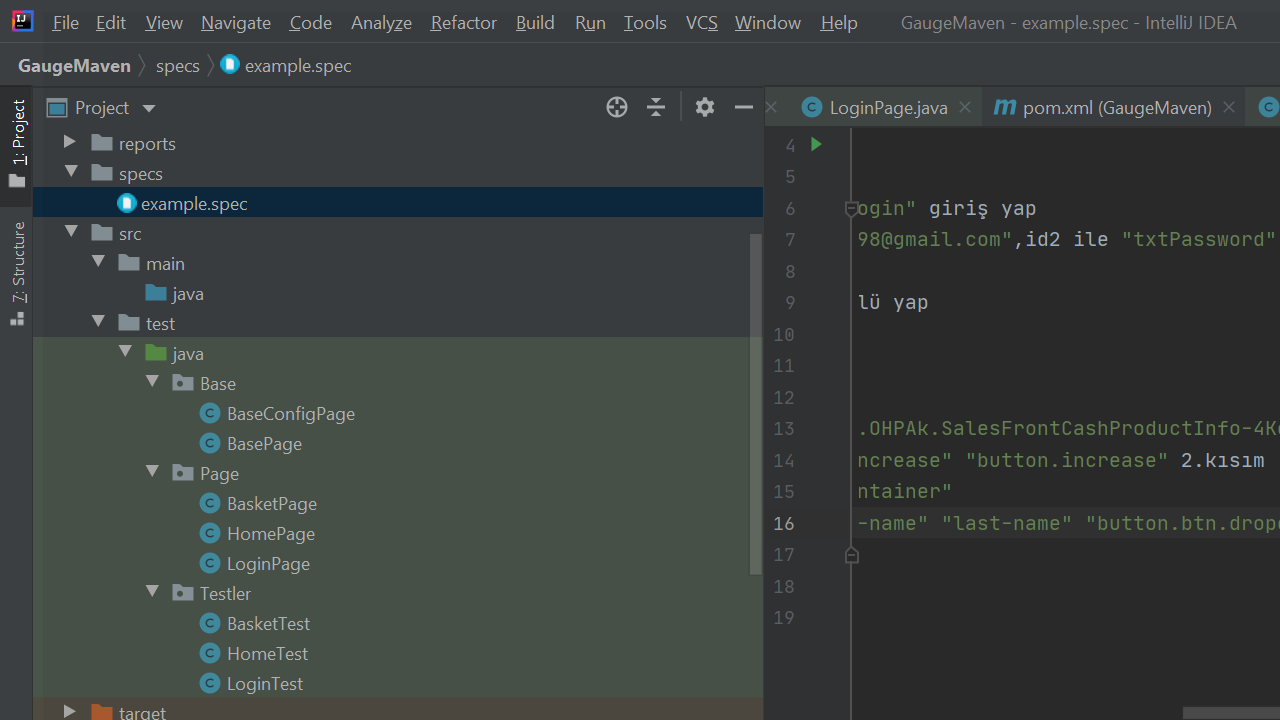 File Edit View Navigate Code Analyze Refactor Build Run Tools VCS Window Help GaugeMaven - example.spec - IntelliJ IDEA
GaugeMaven specs example.spec
1: Project
7: Structure
Project
reports
specs
example.spec
src
main
java
test
java
Base
BaseConfigPage
BasePage
Page
BasketPage
HomePage
LoginPage
Testler
BasketTest
HomeTest
LoginTest
target
LoginPage.java pom.xml (GaugeMaven)
4
5
6 ogin" giriş yap
7 98@gmail.com",id2 ile "txtPassword"
8
9 lü yap
10
11
12
13 .OHPAk.SalesFrontCashProductInfo-4K
14 ncrease" "button.increase" 2.kısım
15 ntainer"
16 -name" "last-name" "button.btn.drop
17
18
19